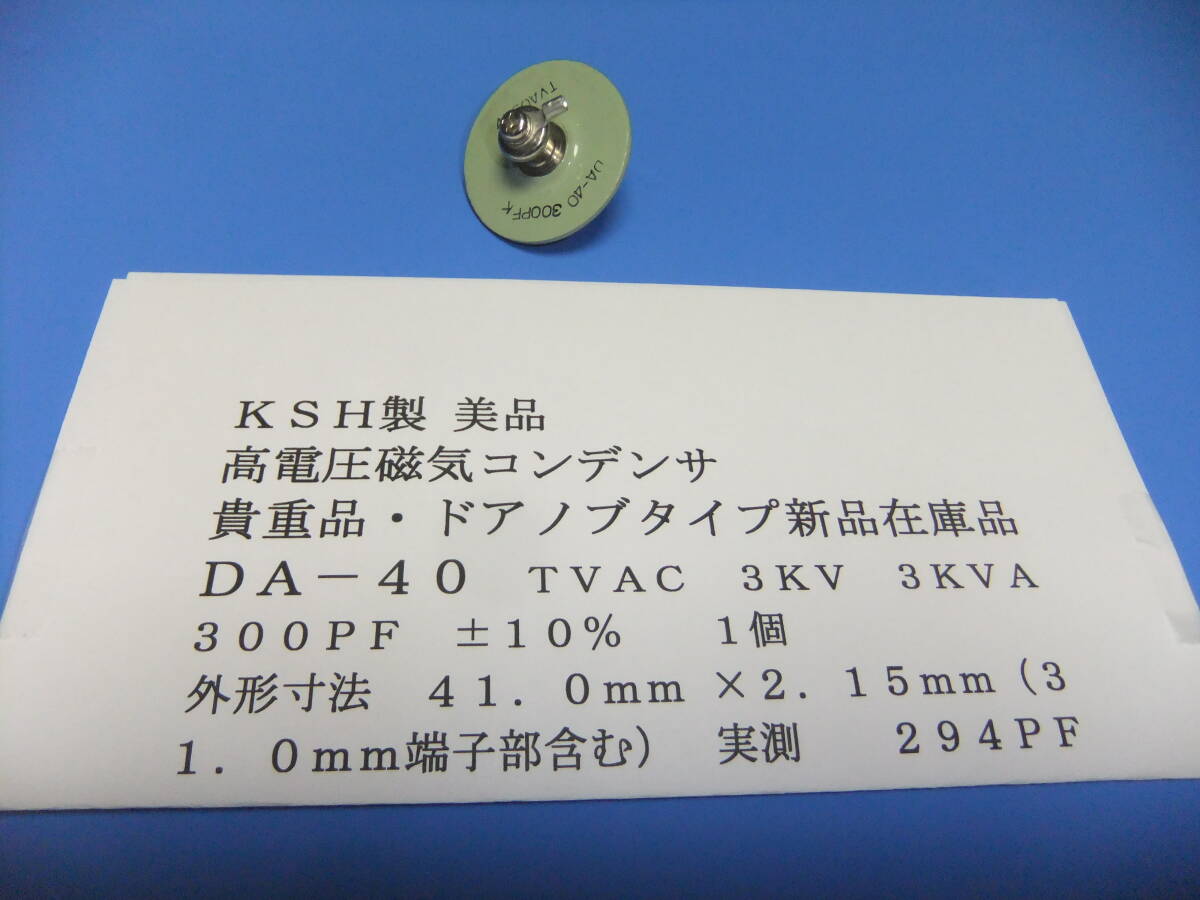 DA-40 300PF K
KSH製 美品
高電圧磁気コンデンサ
貴重品・ドアノブタイプ新品在庫品
DA－40 TVAC 3KV 3KVA
300PF ±10% 1個
外形寸法 41.0mm×2.15mm(3
1.0mm端子部含む) 実測 294PF